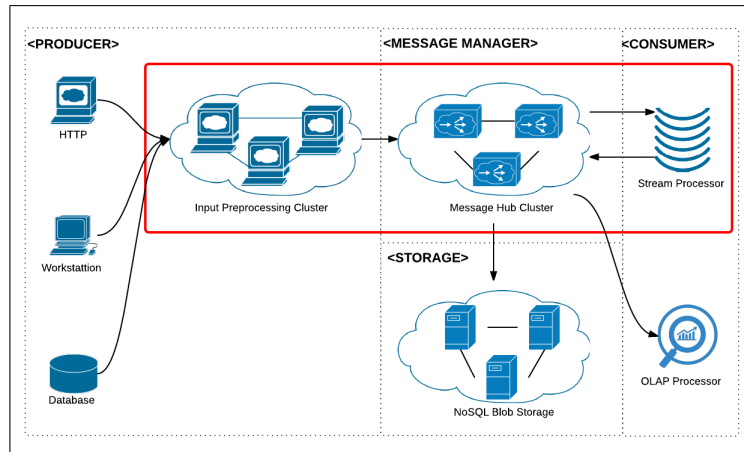 <PRODUCER>
<MESSAGE MANAGER>
<CONSUMER>
HTTP
Input Preprocessing Cluster
Message Hub Cluster
Stream Processor
Workstattion
<STORAGE>
Database
NoSQL Blob Storage
OLAP Processor